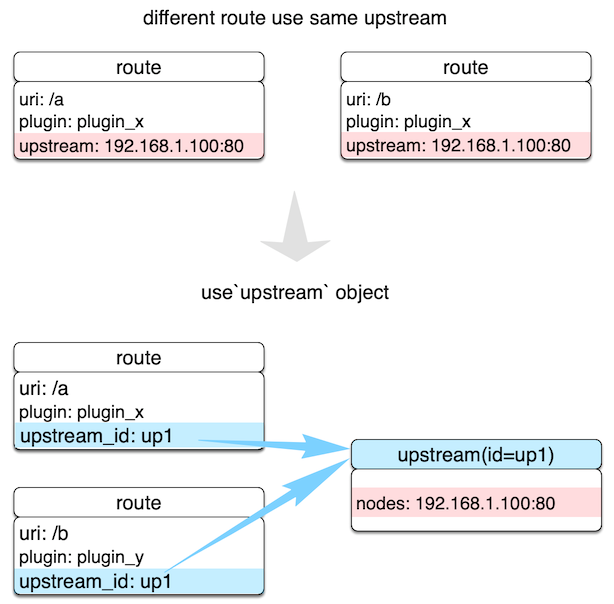 different route use same upstream
route
uri: /a
plugin: plugin_x
upstream: 192.168.1.100:80
route
uri: /b
plugin: plugin_x
upstream: 192.168.1.100:80
use`upstream` object
route
uri: /a
plugin: plugin_x
upstream_id: up1
route
uri: /b
plugin: plugin_y
upstream_id: up1
upstream(id=up1)
nodes: 192.168.1.100:80